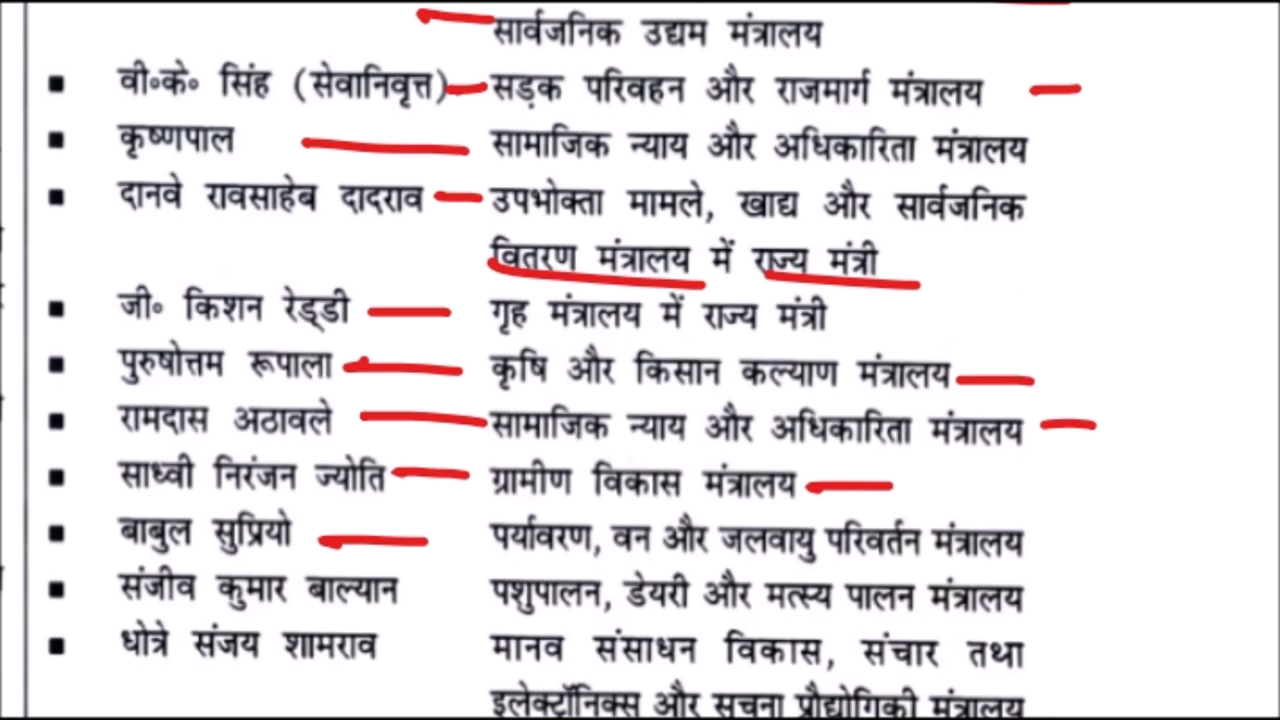 सार्वजनिक उद्यम मंत्रालय
▪ वी॰के॰ सिंह (सेवानिवृत्त) सड़क परिवहन और राजमार्ग मंत्रालय
▪ कृष्णपाल सामाजिक न्याय और अधिकारिता मंत्रालय
▪ दानवे रावसाहेब दादराव उपभोक्ता मामले, खाद्य और सार्वजनिक
वितरण मंत्रालय में राज्य मंत्री
▪ जी॰ किशन रेड्डी गृह मंत्रालय में राज्य मंत्री
▪ पुरुषोत्तम रूपाला कृषि और किसान कल्याण मंत्रालय
▪ रामदास अठावले सामाजिक न्याय और अधिकारिता मंत्रालय
▪ साध्वी निरंजन ज्योति ग्रामीण विकास मंत्रालय
▪ बाबुल सुप्रियो पर्यावरण, वन और जलवायु परिवर्तन मंत्रालय
▪ संजीव कुमार बाल्यान पशुपालन, डेयरी और मत्स्य पालन मंत्रालय
▪ धोत्रे संजय शामराव मानव संसाधन विकास, संचार तथा
इलेक्ट्रॉनिक्स और सूचना प्रौद्योगिकी मंत्रालय